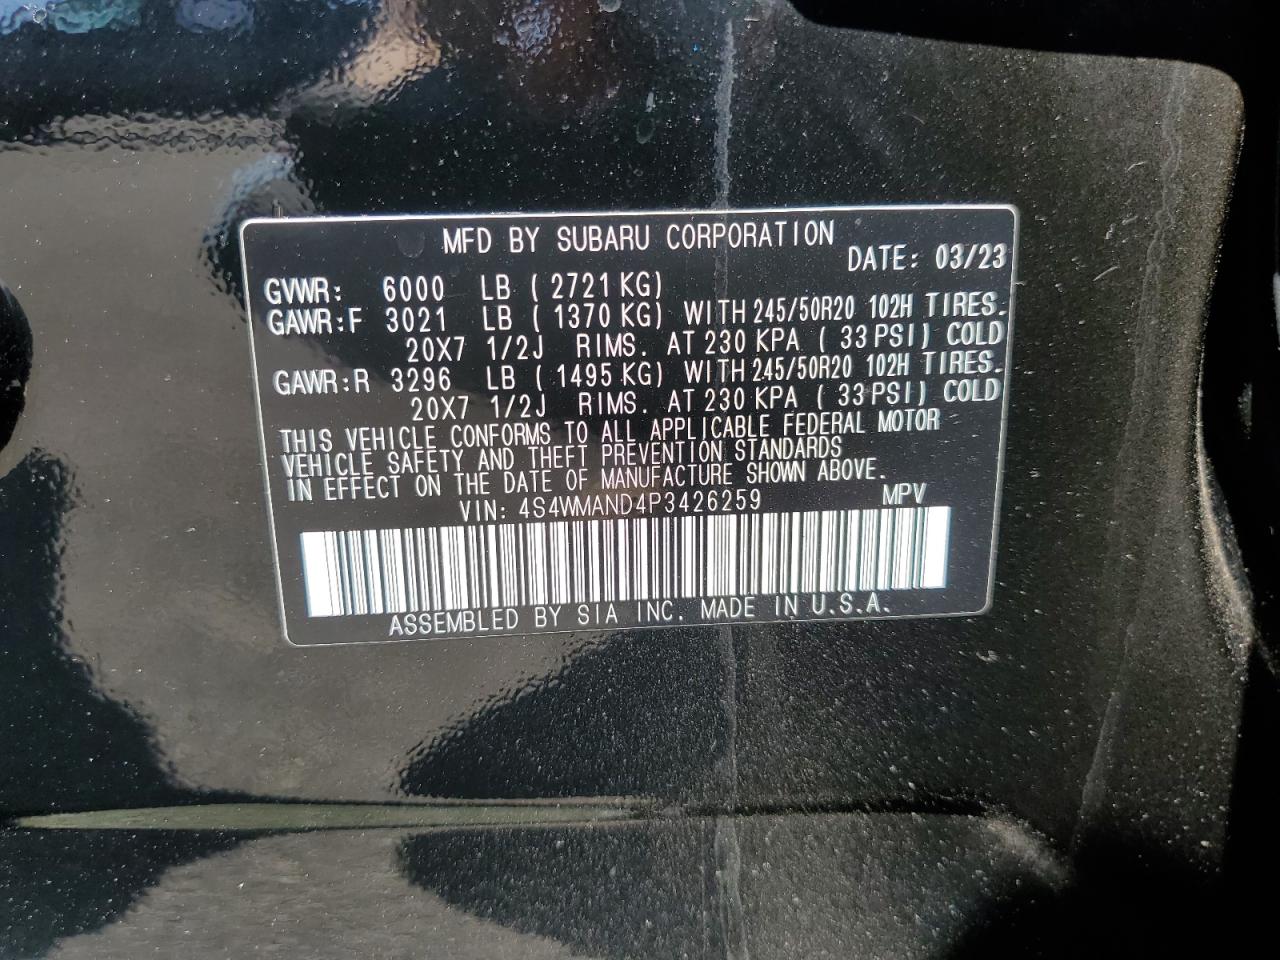 MFD BY SUBARU CORPORATION
DATE: 03/23
GVWR: 6000 LB ( 2721 KG)
GAWR:F 3021 LB ( 1370 KG) WITH 245/50R20 102H TIRES.
20X7 1/2J RIMS. AT 230 KPA ( 33 PSI) COLD
GAWR:R 3296 LB ( 1495 KG) WITH 245/50R20 102H TIRES.
20X7 1/2J RIMS. AT 230 KPA ( 33 PSI) COLD
THIS VEHICLE CONFORMS TO ALL APPLICABLE FEDERAL MOTOR
VEHICLE SAFETY AND THEFT PREVENTION STANDARDS
IN EFFECT ON THE DATE OF MANUFACTURE SHOWN ABOVE.
VIN: 4S4WMAND4P3426259 MPV
ASSEMBLED BY SIA INC. MADE IN U.S.A.